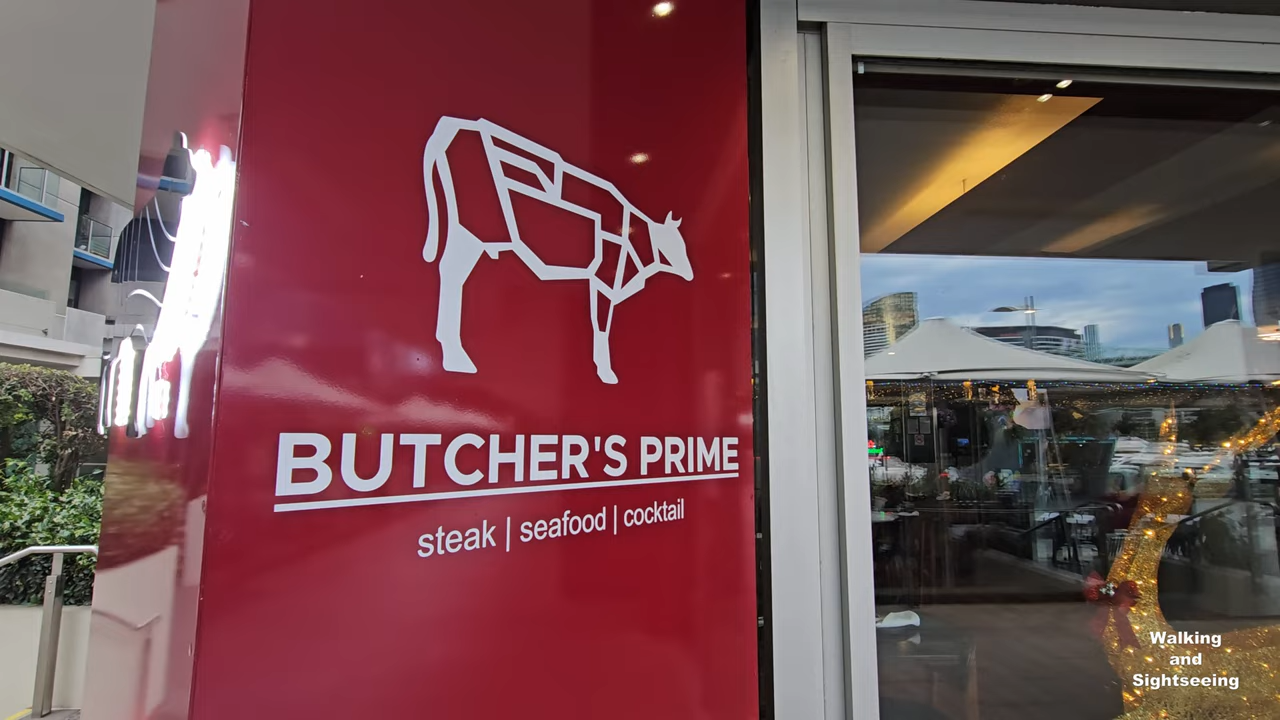 BUTCHER'S PRIME
steak | seafood | cocktail
Walking
and
Sightseeing